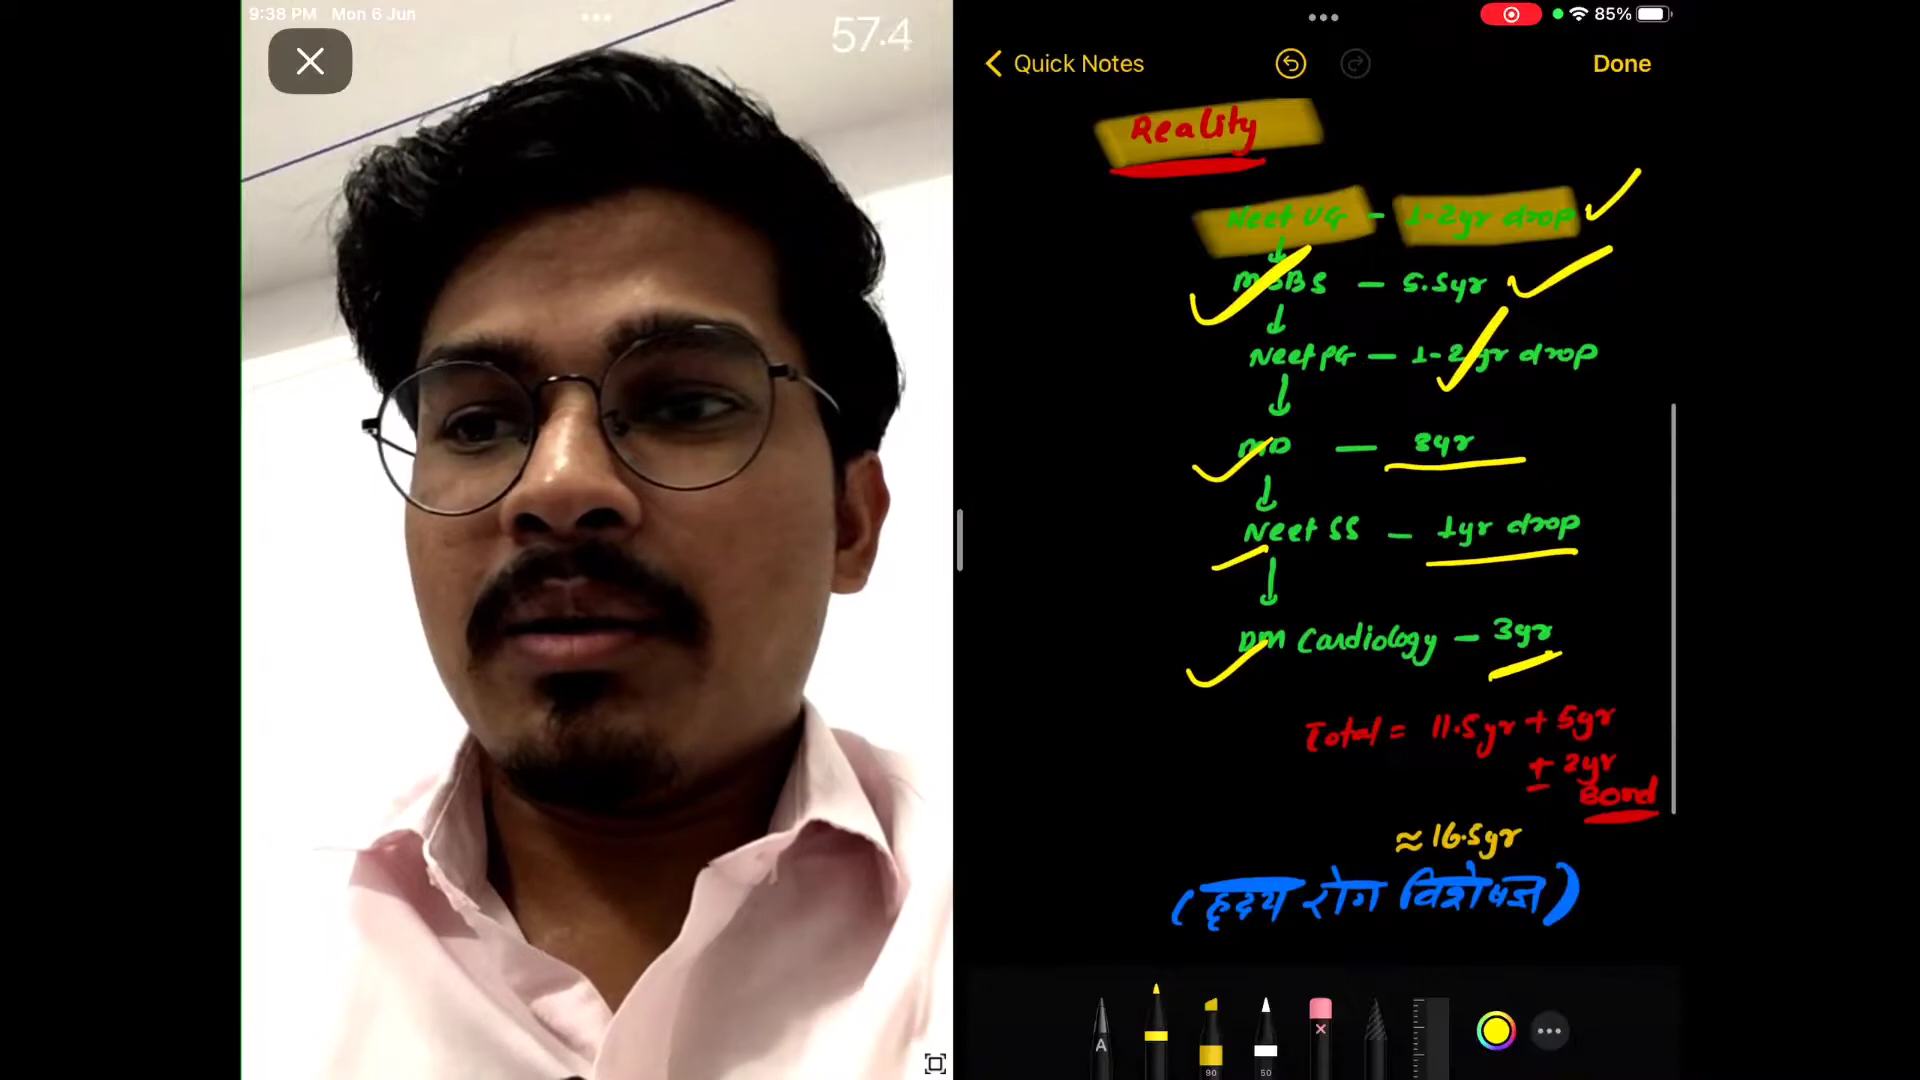 9:38 PM Mon 6 Jun
57.4
85%
Quick Notes
Done
Reality
Neet UG - 1-2yr drop
MBBS - 5.5yr
Neet PG - 1-2yr drop
MD - 3yr
Neet SS - 1yr drop
DM Cardiology - 3yr
Total = 11.5yr + 5yr
+ 2yr
Bond
≈ 16.5yr
(हृदय रोग विशेषज्ञ)
A
90
50